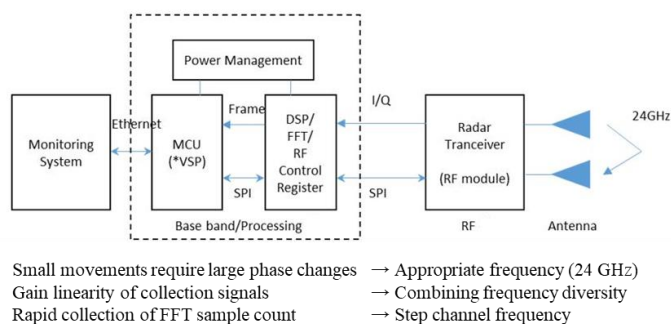 Power Management
I/Q
Ethernet
Frame
24GHz
Monitoring
System
MCU
(*VSP)
DSP/
FFT/
RF
Control
Register
Radar
Tranceiver
(RF module)
SPI
SPI
Base band/Processing
RF
Antenna
Small movements require large phase changes → Appropriate frequency (24 GHz)
Gain linearity of collection signals → Combining frequency diversity
Rapid collection of FFT sample count → Step channel frequency